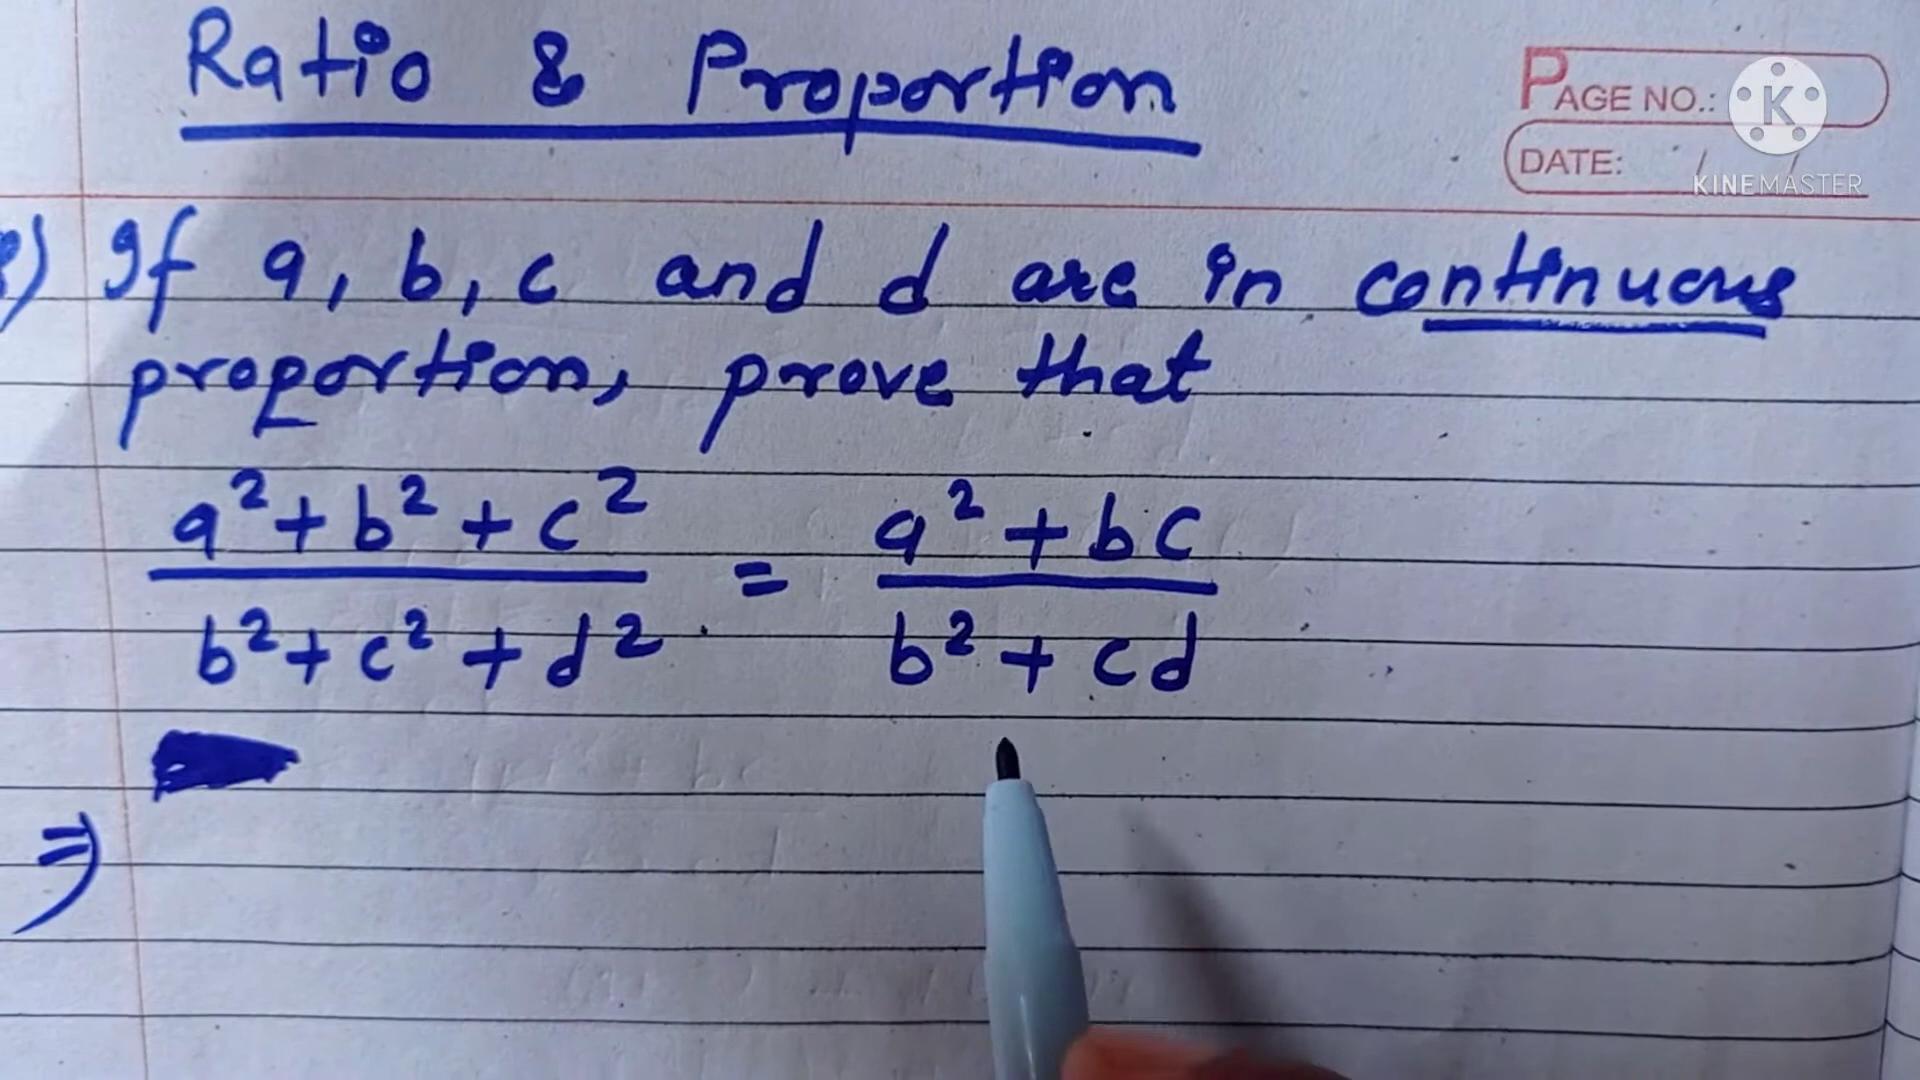 Ratio & Proportion
PAGE NO.:
DATE: / /
K
KINEMASTER
If a, b, c and d are in continuous
proportion, prove that
a² + b² + c² / b² + c² + d² = a² + bc / b² + cd
⇒